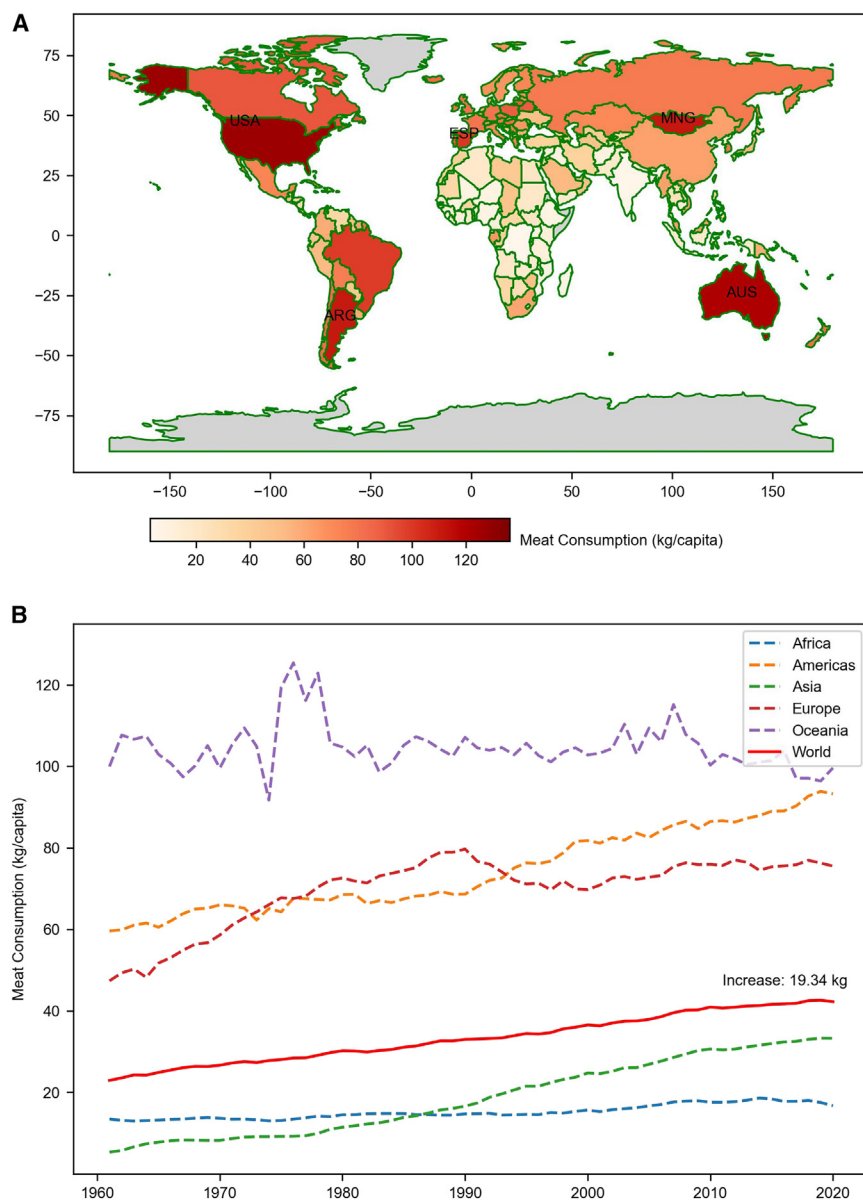 A
75
50
25
0
−25
−50
−75
USA
ESP
MNG
ARG
AUS
−150 −100 −50 0 50 100 150
20 40 60 80 100 120
Meat Consumption (kg/capita)
B
Meat Consumption (kg/capita)
120
100
80
60
40
20
Africa
Americas
Asia
Europe
Oceania
World
Increase: 19.34 kg
1960 1970 1980 1990 2000 2010 2020